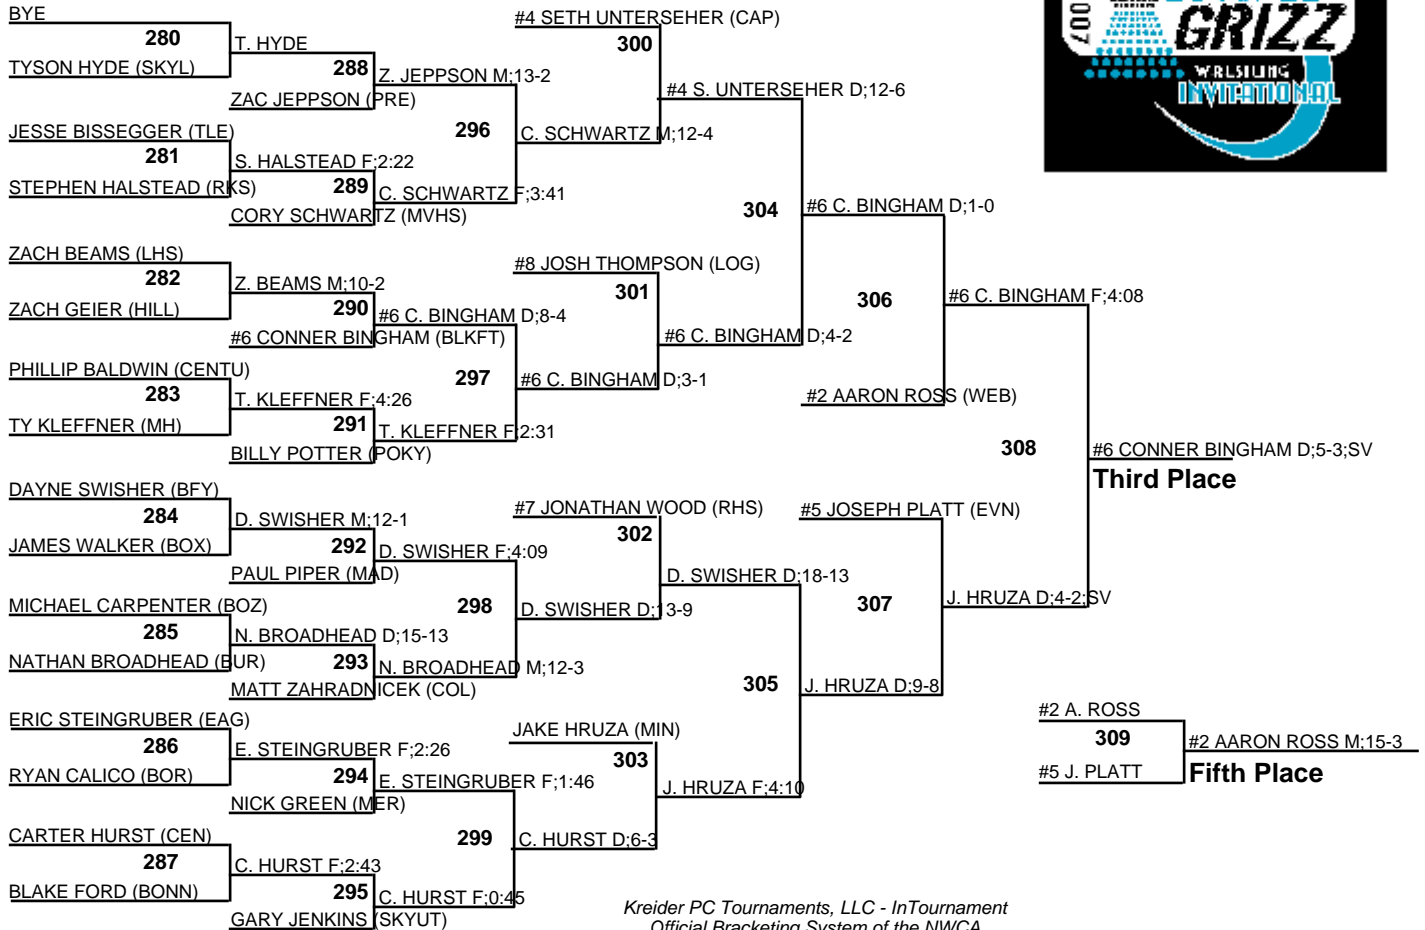 BYE
280
TYSON HYDE (SKYL)
T. HYDE
288
ZAC JEPPSON (PRE)
Z. JEPPSON M;13-2
JESSE BISSEGGER (TLE)
281
STEPHEN HALSTEAD (RKS)
S. HALSTEAD F;2:22
289
CORY SCHWARTZ (MVHS)
C. SCHWARTZ F;3:41
296
C. SCHWARTZ M;12-4
#4 SETH UNTERSEHER (CAP)
300
#4 S. UNTERSEHER D;12-6
ZACH BEAMS (LHS)
282
ZACH GEIER (HILL)
Z. BEAMS M;10-2
290
#6 CONNER BINGHAM (BLKFT)
#6 C. BINGHAM D;8-4
PHILLIP BALDWIN (CENTU)
283
TY KLEFFNER (MH)
T. KLEFFNER F;4:26
291
BILLY POTTER (POKY)
T. KLEFFNER F;2:31
297
#6 C. BINGHAM D;3-1
#8 JOSH THOMPSON (LOG)
301
#6 C. BINGHAM D;4-2
304
#6 C. BINGHAM D;1-0
306
#2 AARON ROSS (WEB)
#6 C. BINGHAM F;4:08
DAYNE SWISHER (BFY)
284
JAMES WALKER (BOX)
D. SWISHER M;12-1
292
PAUL PIPER (MAD)
D. SWISHER F;4:09
MICHAEL CARPENTER (BOZ)
285
NATHAN BROADHEAD (BUR)
N. BROADHEAD D;15-13
293
MATT ZAHRADNICEK (COL)
N. BROADHEAD M;12-3
298
D. SWISHER D;13-9
#7 JONATHAN WOOD (RHS)
302
D. SWISHER D;18-13
ERIC STEINGRUBER (EAG)
286
RYAN CALICO (BOR)
E. STEINGRUBER F;2:26
294
NICK GREEN (MER)
E. STEINGRUBER F;1:46
CARTER HURST (CEN)
287
BLAKE FORD (BONN)
C. HURST F;2:43
295
GARY JENKINS (SKYUT)
C. HURST F;0:45
299
C. HURST D;6-3
JAKE HRUZA (MIN)
303
J. HRUZA F;4:10
305
J. HRUZA D;9-8
#5 JOSEPH PLATT (EVN)
307
J. HRUZA D;4-2;SV
308
#6 CONNER BINGHAM D;5-3;SV
Third Place
#2 A. ROSS
309
#5 J. PLATT
#2 AARON ROSS M;15-3
Fifth Place
007
GRIZZ
WRESTLING
INVITATIONAL
Kreider PC Tournaments, LLC - InTournament
Official Bracketing System of the NWCA